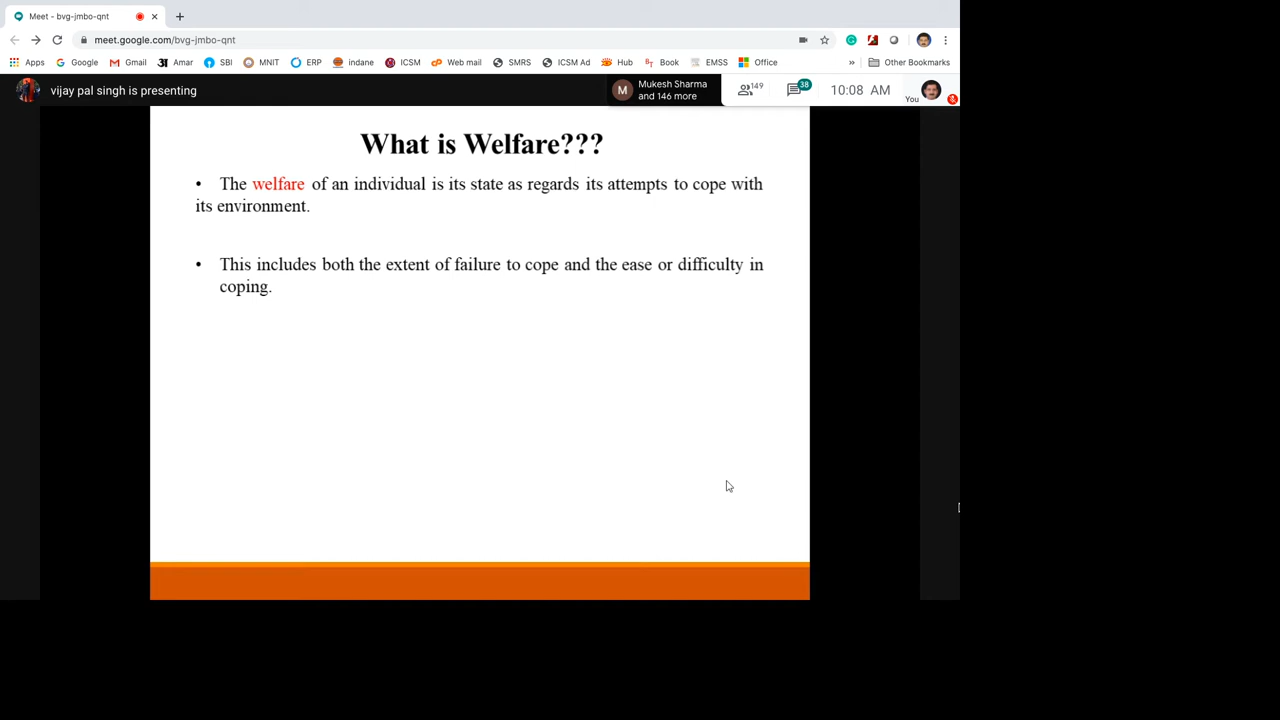 Meet - bvg-jmbo-qnt
meet.google.com/bvg-jmbo-qnt
Apps Google Gmail Amar SBI MNIT ERP indane ICSM Web mail SMRS ICSM Ad Hub Book EMSS Office » Other Bookmarks
vijay pal singh is presenting
M Mukesh Sharma
and 146 more
149
38
10:08 AM
You
What is Welfare???
• The welfare of an individual is its state as regards its attempts to cope with
its environment.
• This includes both the extent of failure to cope and the ease or difficulty in
coping.